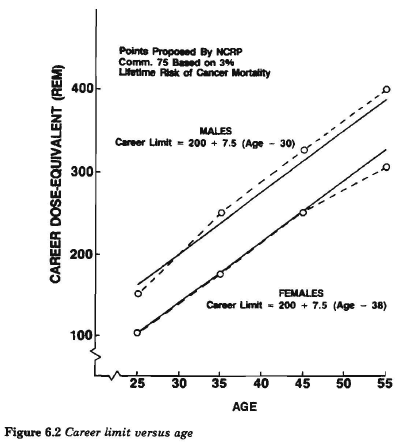 Points Proposed By NCRP
Comm. 75 Based on 3%
Lifetime Risk of Cancer Mortality
CAREER DOSE-EQUIVALENT (REM)
400
300
200
100
MALES
Career Limit = 200 + 7.5 (Age - 30)
FEMALES
Career Limit = 200 + 7.5 (Age - 38)
25 30 35 40 45 50 55
AGE
Figure 6.2 Career limit versus age